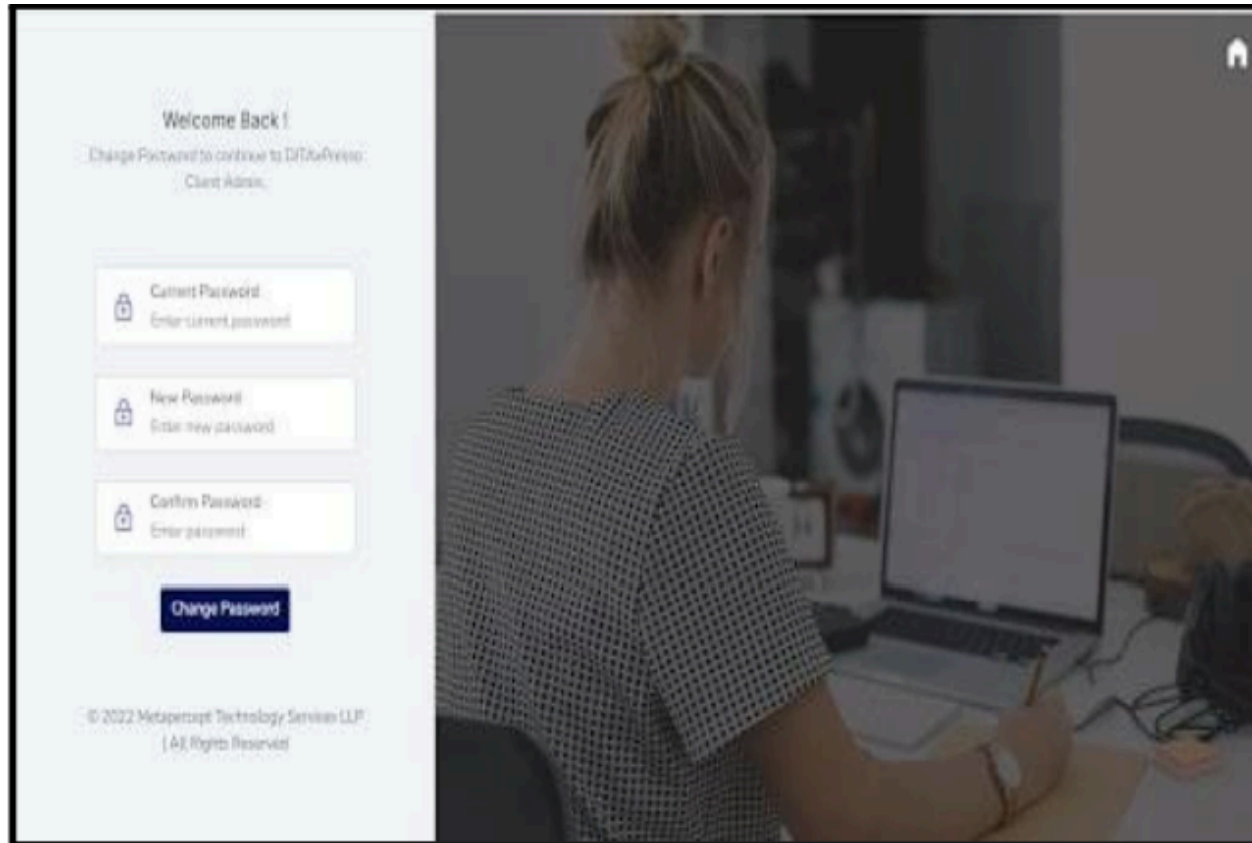 Welcome Back !
Change Password to continue to DITAxPresso
Client Admin.
Current Password
Enter current password
New Password
Enter new password
Confirm Password
Enter password
Change Password
© 2022 Metapercept Technology Services LLP
| All Rights Reserved